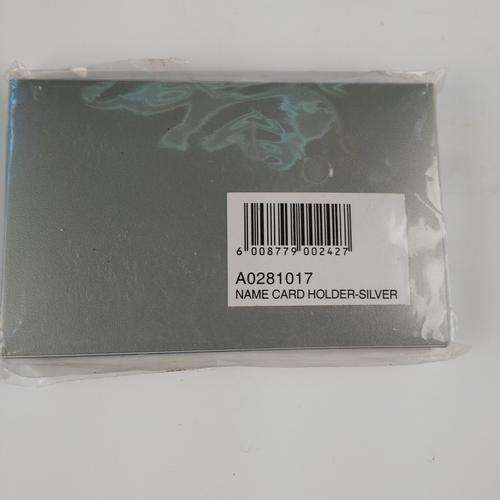 6 008779 002427
A0281017
NAME CARD HOLDER-SILVER